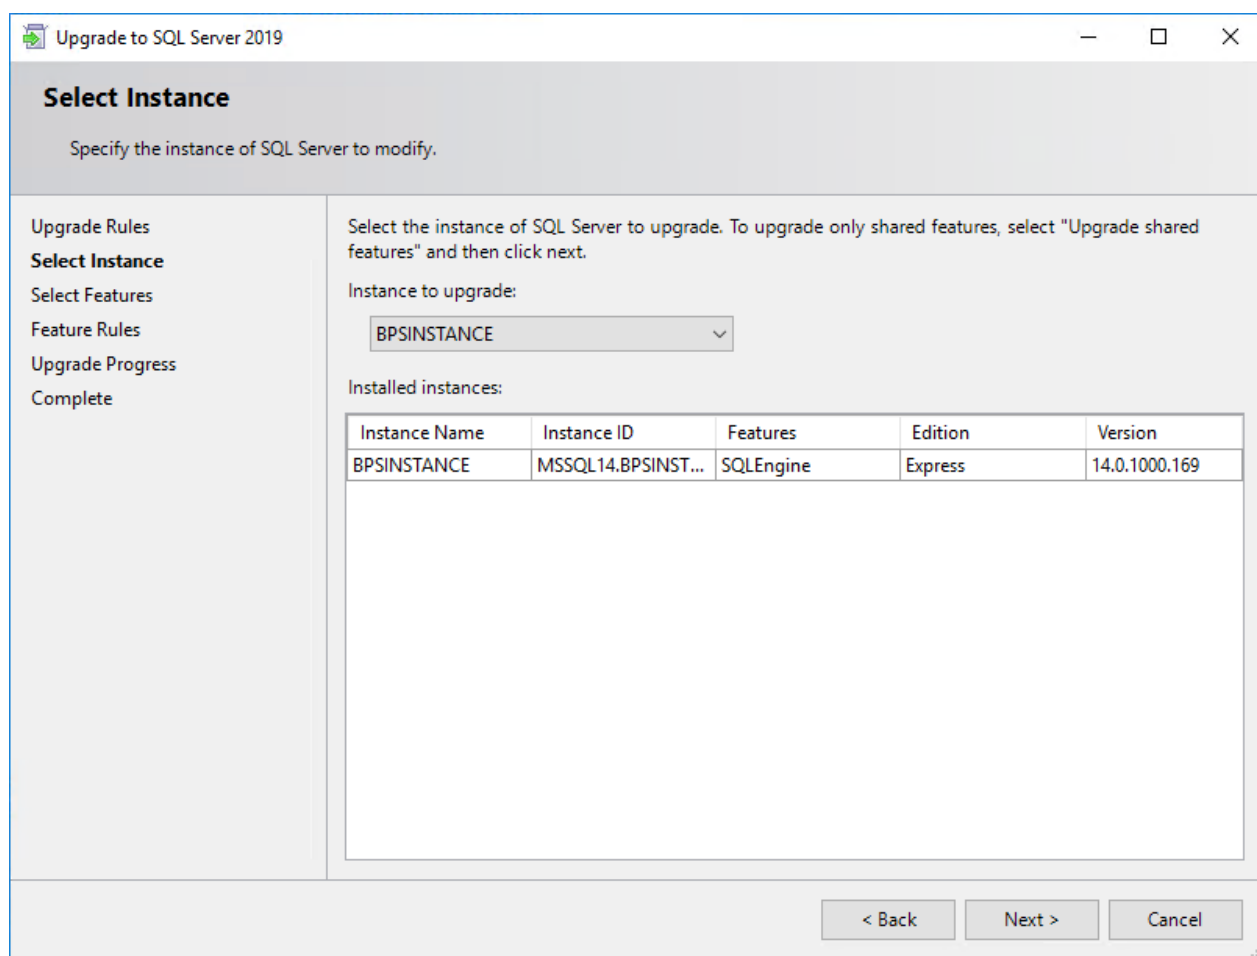 Upgrade to SQL Server 2019
Select Instance
Specify the instance of SQL Server to modify.
Upgrade Rules
Select Instance
Select Features
Feature Rules
Upgrade Progress
Complete
Select the instance of SQL Server to upgrade. To upgrade only shared features, select "Upgrade shared
features" and then click next.
Instance to upgrade:
BPSINSTANCE
Installed instances:
Instance Name Instance ID Features Edition Version
BPSINSTANCE MSSQL14.BPSINST... SQLEngine Express 14.0.1000.169
< Back Next > Cancel